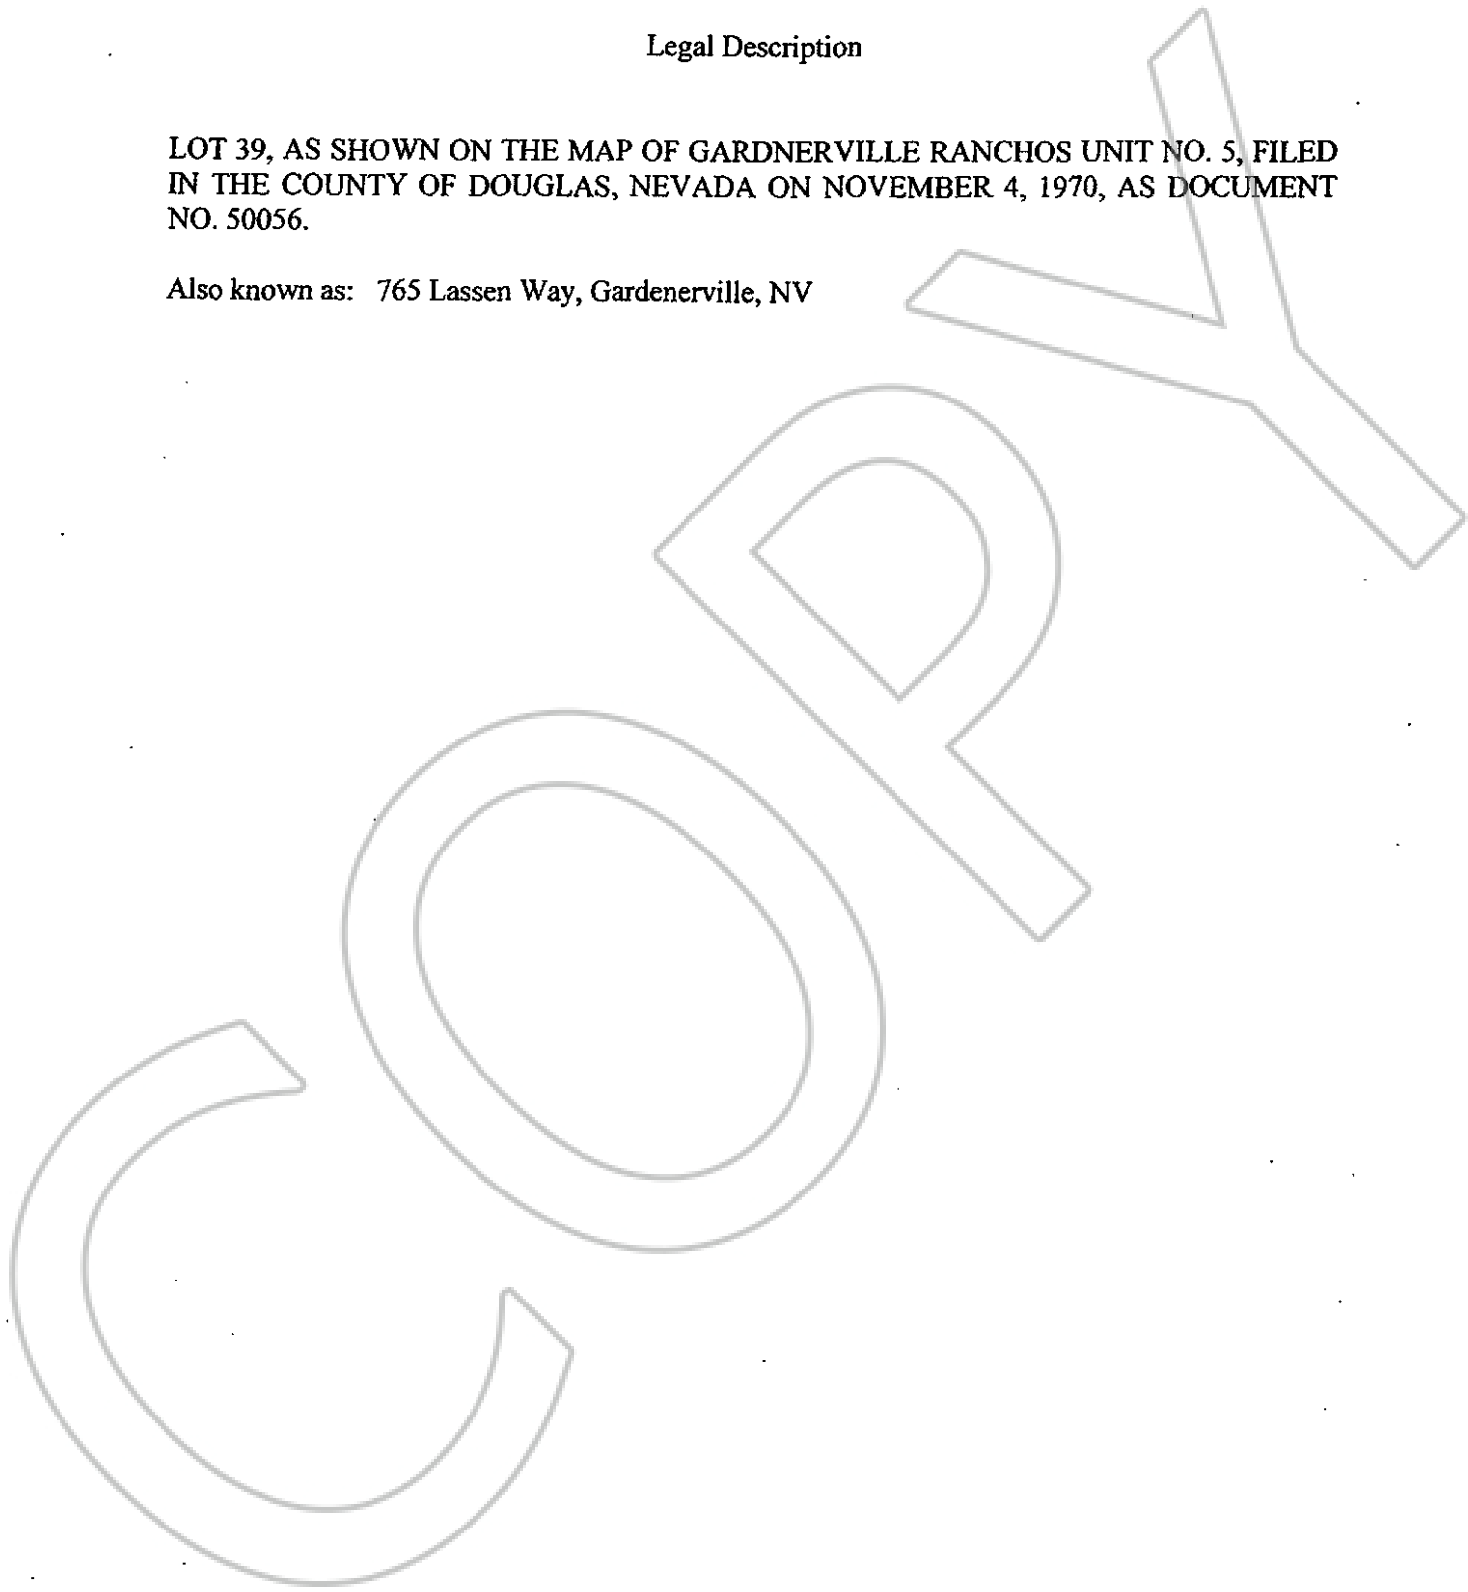 Legal Description
LOT 39, AS SHOWN ON THE MAP OF GARDNERVILLE RANCHOS UNIT NO. 5, FILED
IN THE COUNTY OF DOUGLAS, NEVADA ON NOVEMBER 4, 1970, AS DOCUMENT
NO. 50056.
Also known as: 765 Lassen Way, Gardenerville, NV
COPY